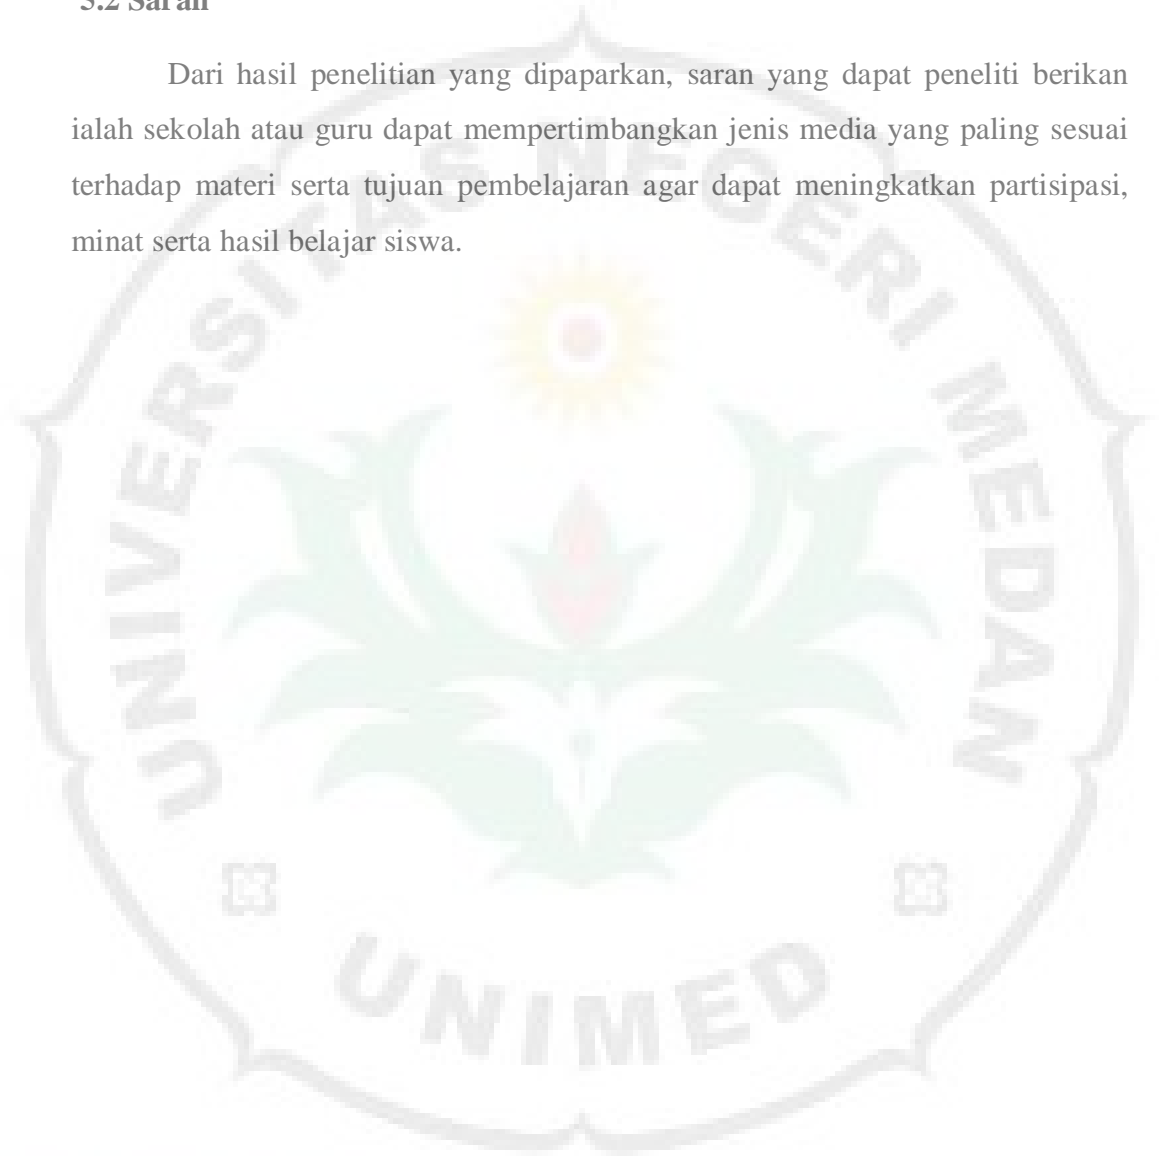 5.2 Saran
Dari hasil penelitian yang dipaparkan, saran yang dapat peneliti berikan
ialah sekolah atau guru dapat mempertimbangkan jenis media yang paling sesuai
terhadap materi serta tujuan pembelajaran agar dapat meningkatkan partisipasi,
minat serta hasil belajar siswa.
UNIVERSITAS NEGERI MEDAN
UNIMED